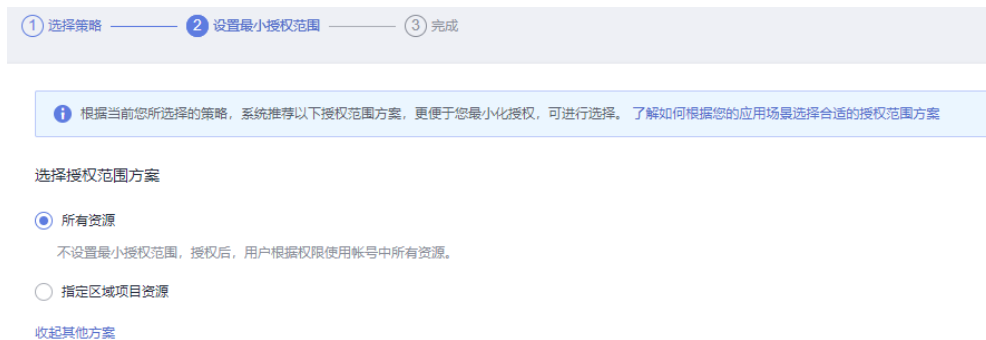 1 选择策略 2 设置最小授权范围 3 完成
根据当前您所选择的策略，系统推荐以下授权范围方案，更便于您最小化授权，可进行选择。 了解如何根据您的应用场景选择合适的授权范围方案
选择授权范围方案
所有资源
不设置最小授权范围，授权后，用户根据权限使用帐号中所有资源。
指定区域项目资源
收起其他方案